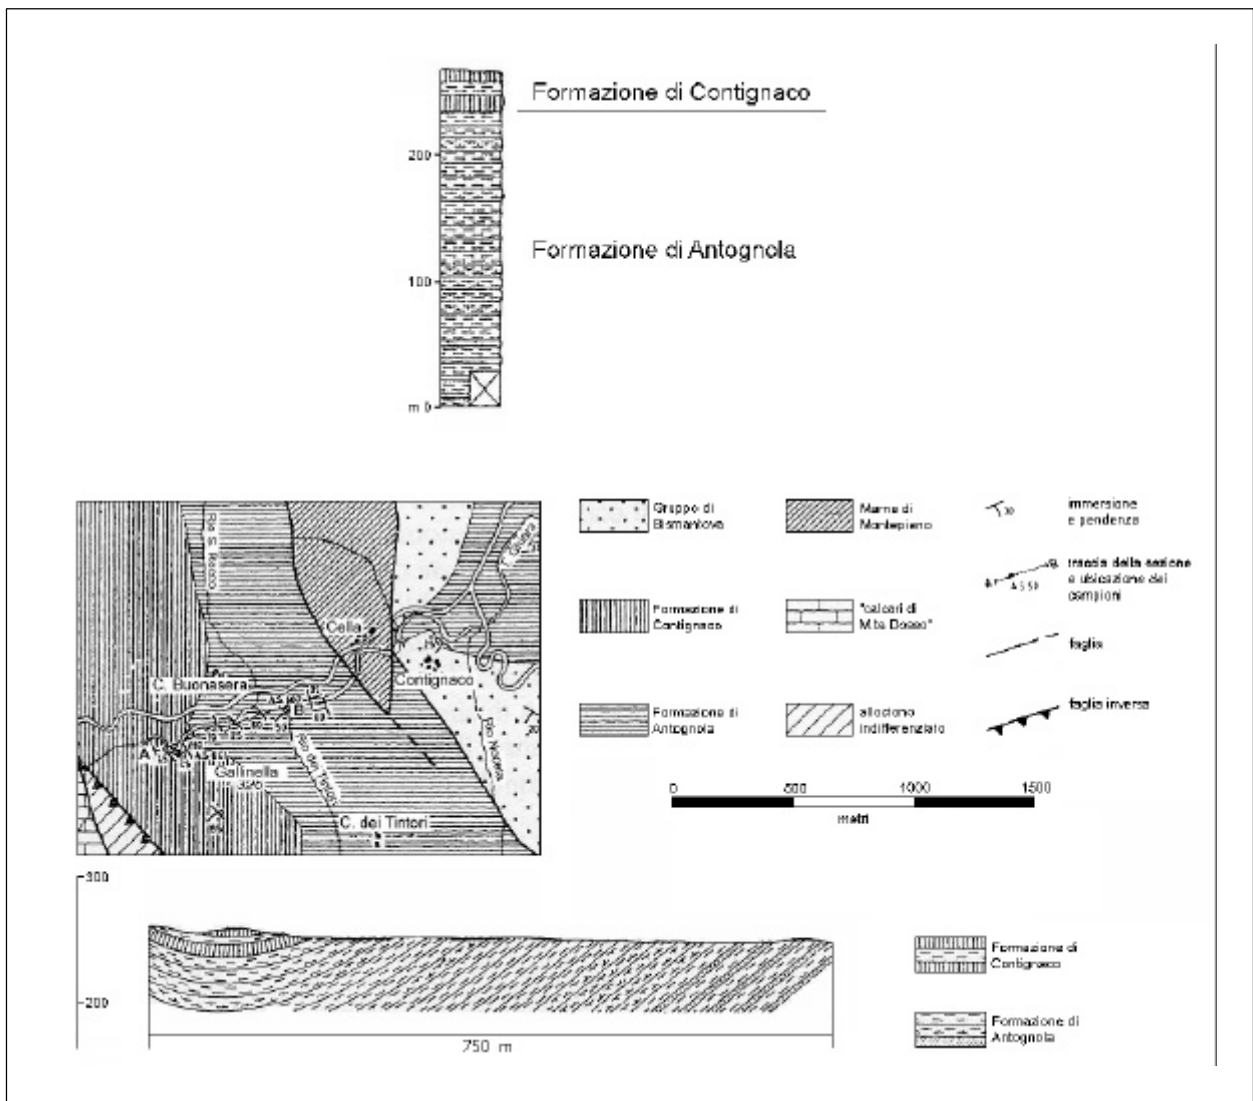 Formazione di Contignaco
200
Formazione di Antognola
100
m 0
Gruppo di
Bismantova
Marne di
Montepiano
30
immersione
e pendenza
Formazione di
Contignaco
"calcari di
M.te Dosso"
traccia della sezione
e ubicazione dei
campioni
faglia
Formazione di
Antognola
alloctono
indifferenziato
faglia inversa
0 500 1000 1500
metri
Cella
C. Buonasera
Contignaco
B
A
Gallinella
C. dei Tintori
300
200
750 m
Formazione di
Contignaco
Formazione di
Antognola